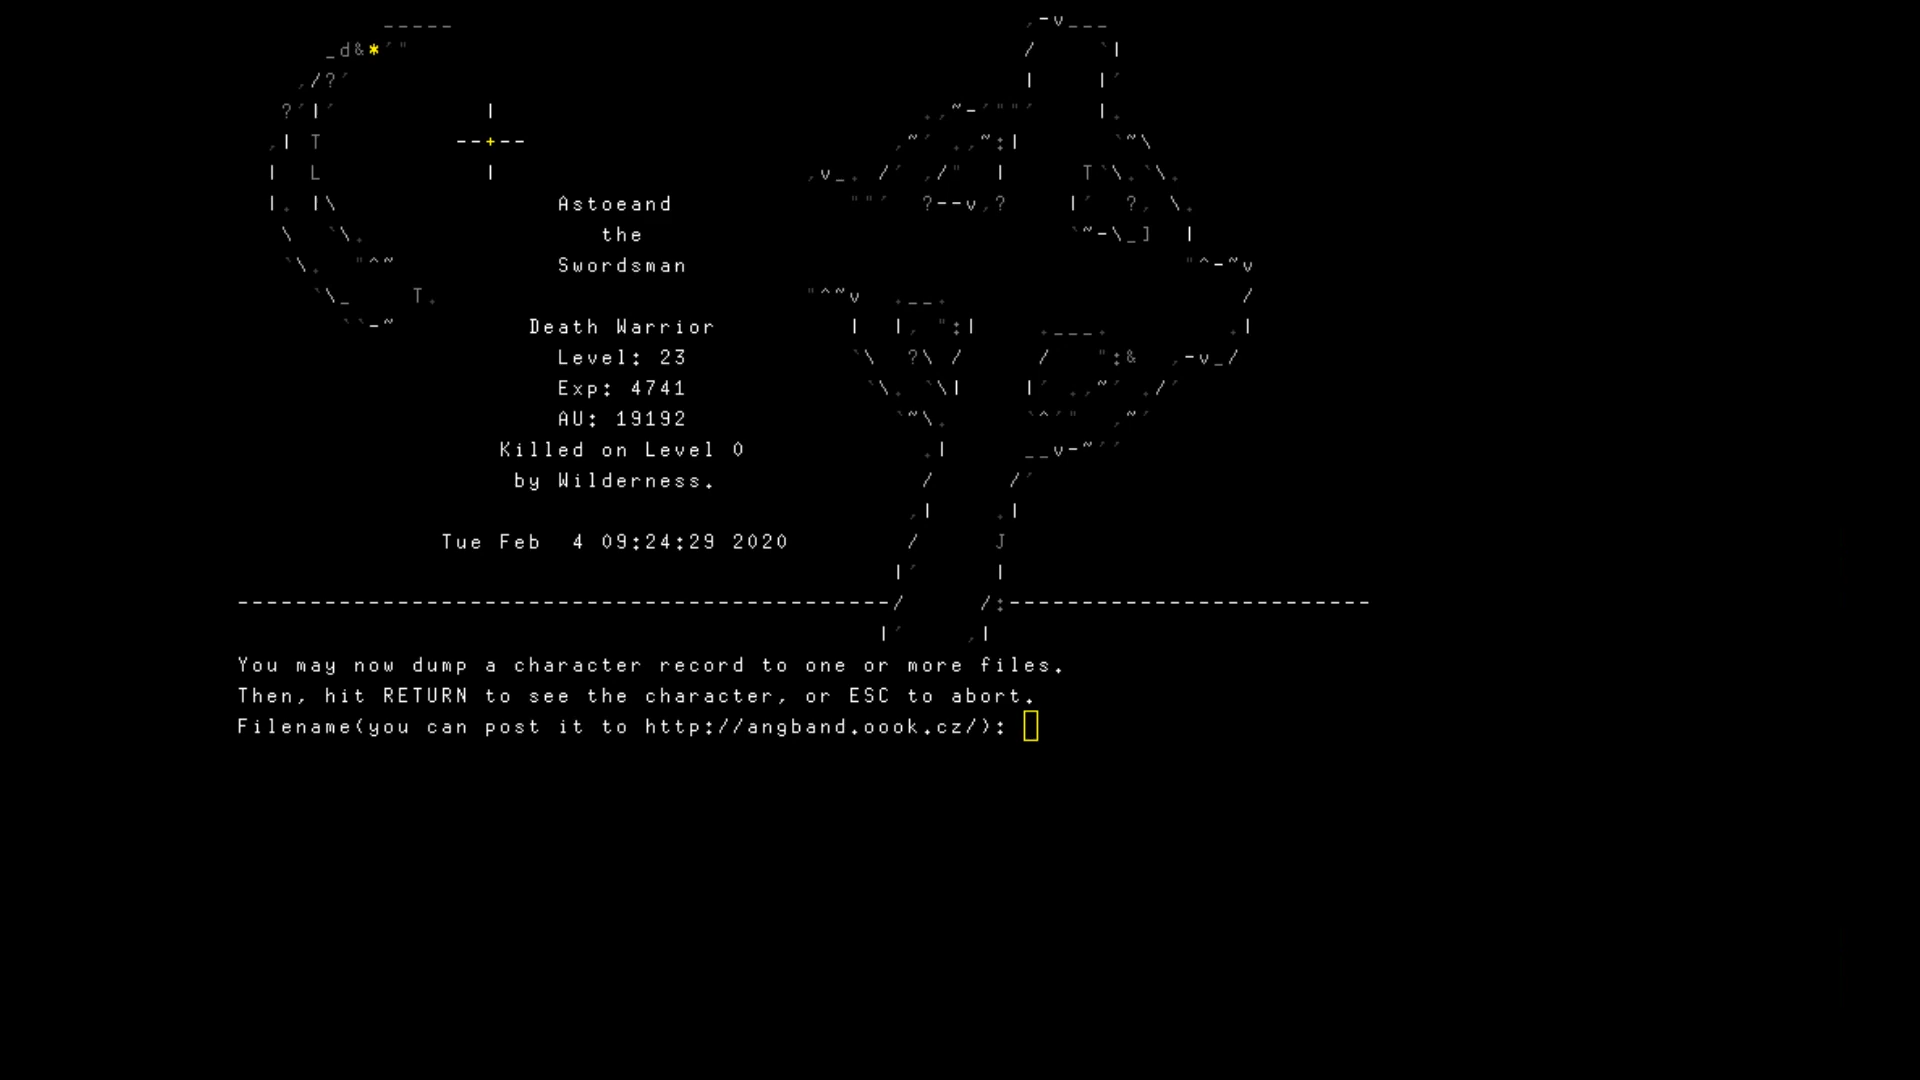 Astoeand
the
Swordsman
Death Warrior
Level: 23
Exp: 4741
AU: 19192
Killed on Level 0
by Wilderness.
Tue Feb  4 09:24:29 2020
You may now dump a character record to one or more files.
Then, hit RETURN to see the character, or ESC to abort.
Filename(you can post it to http://angband.oook.cz/):